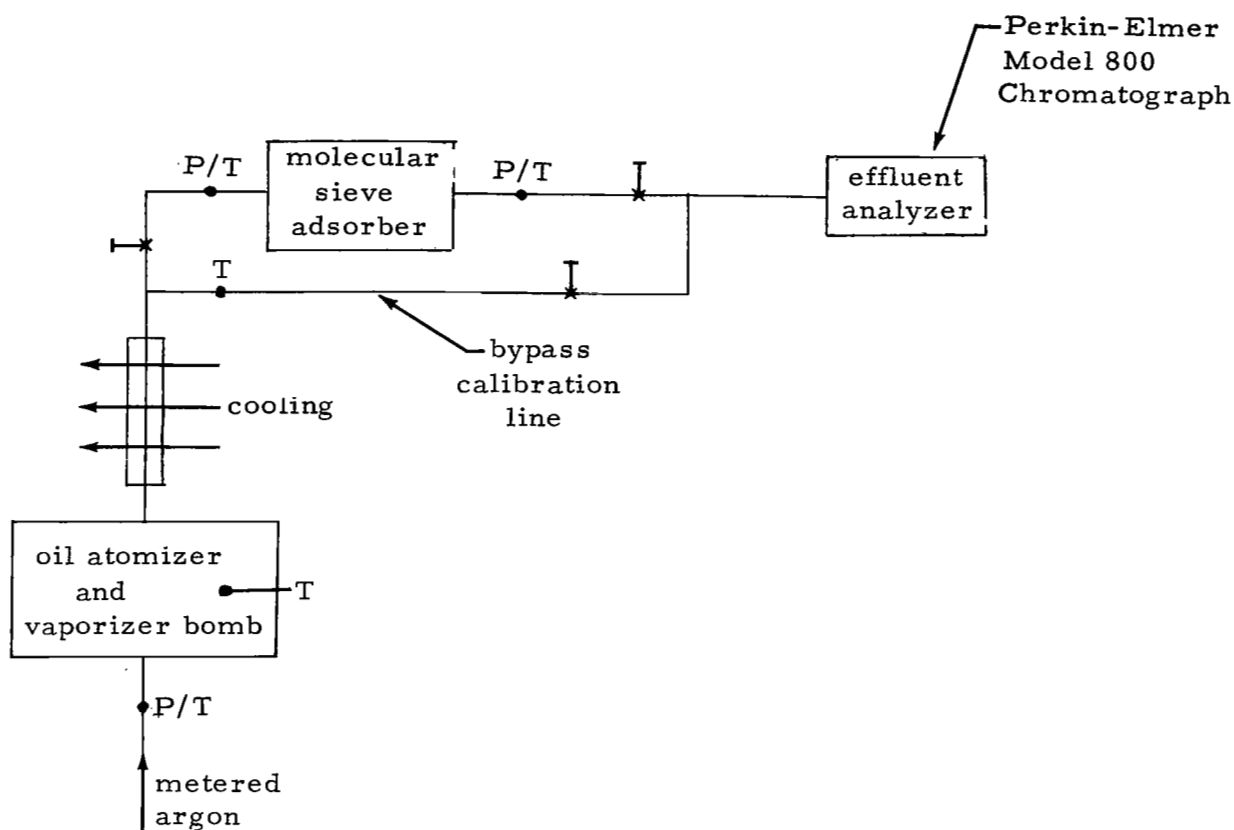 Perkin-Elmer
Model 800
Chromatograph
P/T
molecular
sieve
adsorber
P/T
effluent
analyzer
T
bypass
calibration
line
cooling
oil atomizer
and
vaporizer bomb
T
P/T
metered
argon